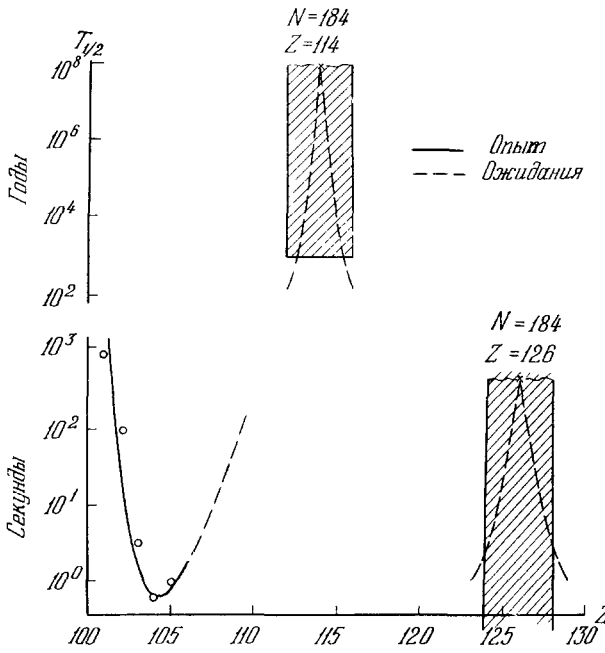 N = 184
Z = 114
T1/2
10^8
10^6
10^4
10^2
Годы
Опыт
Ожидания
N = 184
Z = 126
10^3
10^2
10^1
10^0
Секунды
100
105
110
115
120
125
130
Z